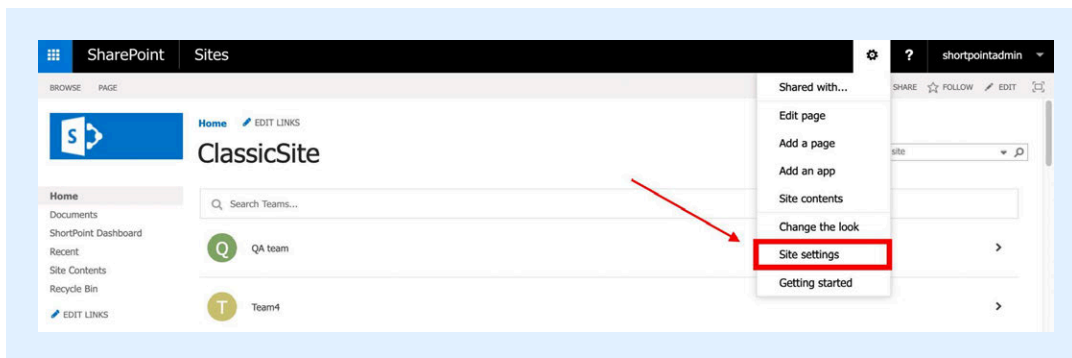 SharePoint Sites ? shortpointadmin
BROWSE PAGE SHARE FOLLOW EDIT
S
Home EDIT LINKS
ClassicSite
site
Search Teams...
Home
Documents
ShortPoint Dashboard
Recent
Site Contents
Recycle Bin
EDIT LINKS
Q QA team
T Team4
Shared with...
Edit page
Add a page
Add an app
Site contents
Change the look
Site settings
Getting started